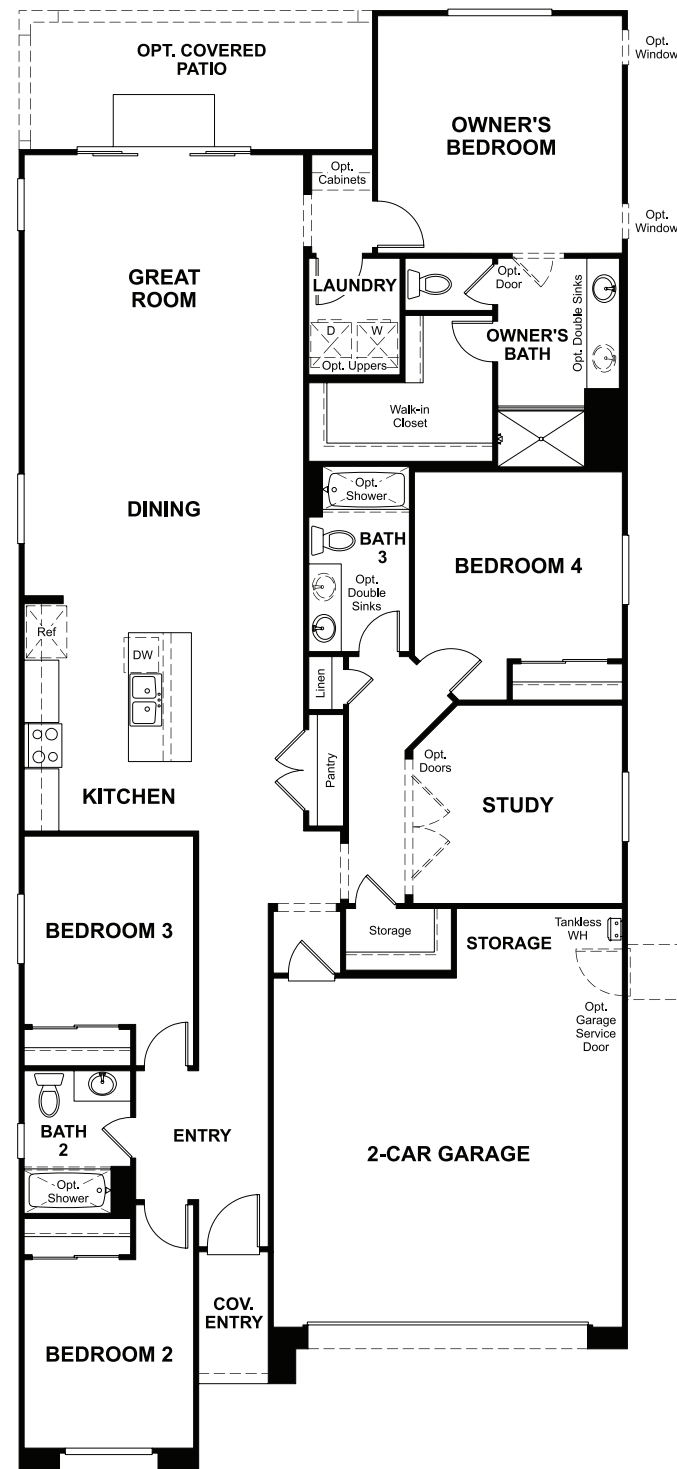 OPT. COVERED
PATIO
Opt.
Window
OWNER'S
BEDROOM
Opt.
Cabinets
Opt.
Window
GREAT
ROOM
LAUNDRY
Opt.
Door
Opt. Double Sinks
D
W
Opt. Uppers
OWNER'S
BATH
Walk-in
Closet
Opt.
Shower
DINING
BATH
3
BEDROOM 4
Opt.
Double
Sinks
Ref
DW
Linen
Pantry
Opt.
Doors
KITCHEN
STUDY
BEDROOM 3
Storage
STORAGE
Tankless
WH
Opt.
Garage
Service
Door
BATH
2
ENTRY
2-CAR GARAGE
Opt.
Shower
COV.
ENTRY
BEDROOM 2